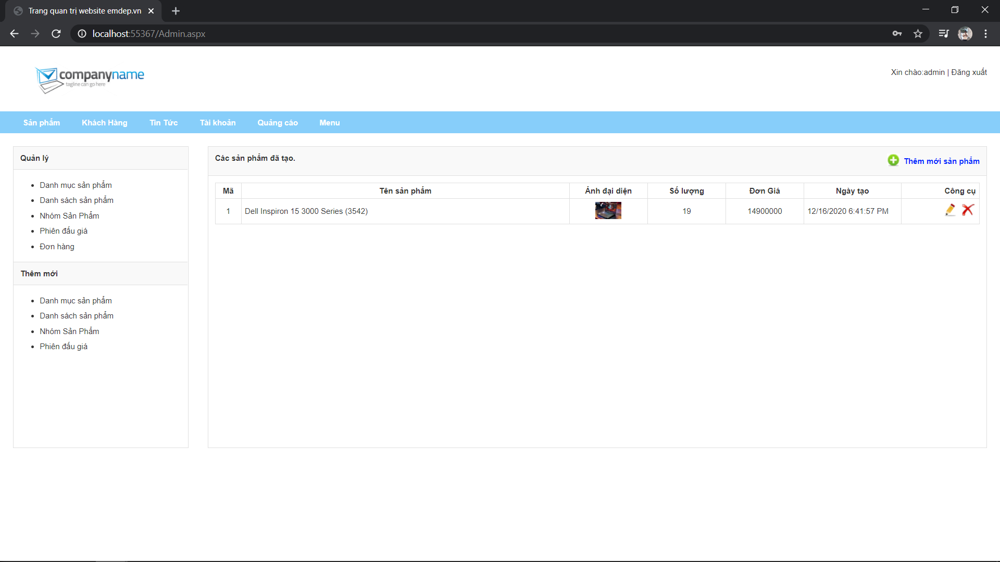 Trang quan trị website emdep.vn
localhost:55367/Admin.aspx
companyname
tagline can go here
Xin chào:admin | Đăng xuất
Sản phẩm Khách Hàng Tin Tức Tài khoản Quảng cáo Menu
Quản lý
Danh mục sản phẩm
Danh sách sản phẩm
Nhóm Sản Phẩm
Phiên đấu giá
Đơn hàng
Thêm mới
Danh mục sản phẩm
Danh sách sản phẩm
Nhóm Sản Phẩm
Phiên đấu giá
Các sản phẩm đã tạo.
Thêm mới sản phẩm
Mã Tên sản phẩm Ảnh đại diện Số lượng Đơn Giá Ngày tạo Công cụ
1 Dell Inspiron 15 3000 Series (3542) 19 14900000 12/16/2020 6:41:57 PM